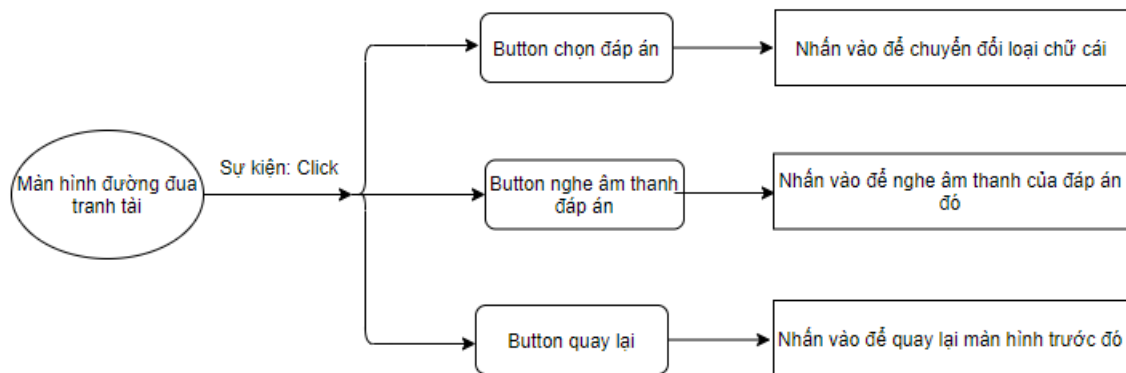 Button chọn đáp án
Nhấn vào để chuyển đổi loại chữ cái
Sự kiện: Click
Màn hình đường đua
tranh tài
Button nghe âm thanh
đáp án
Nhấn vào để nghe âm thanh của đáp án
đó
Button quay lại
Nhấn vào để quay lại màn hình trước đó